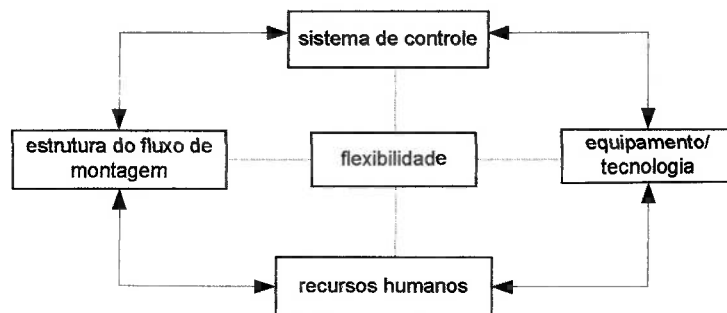 sistema de controle
estrutura do fluxo de
montagem
flexibilidade
equipamento/
tecnologia
recursos humanos